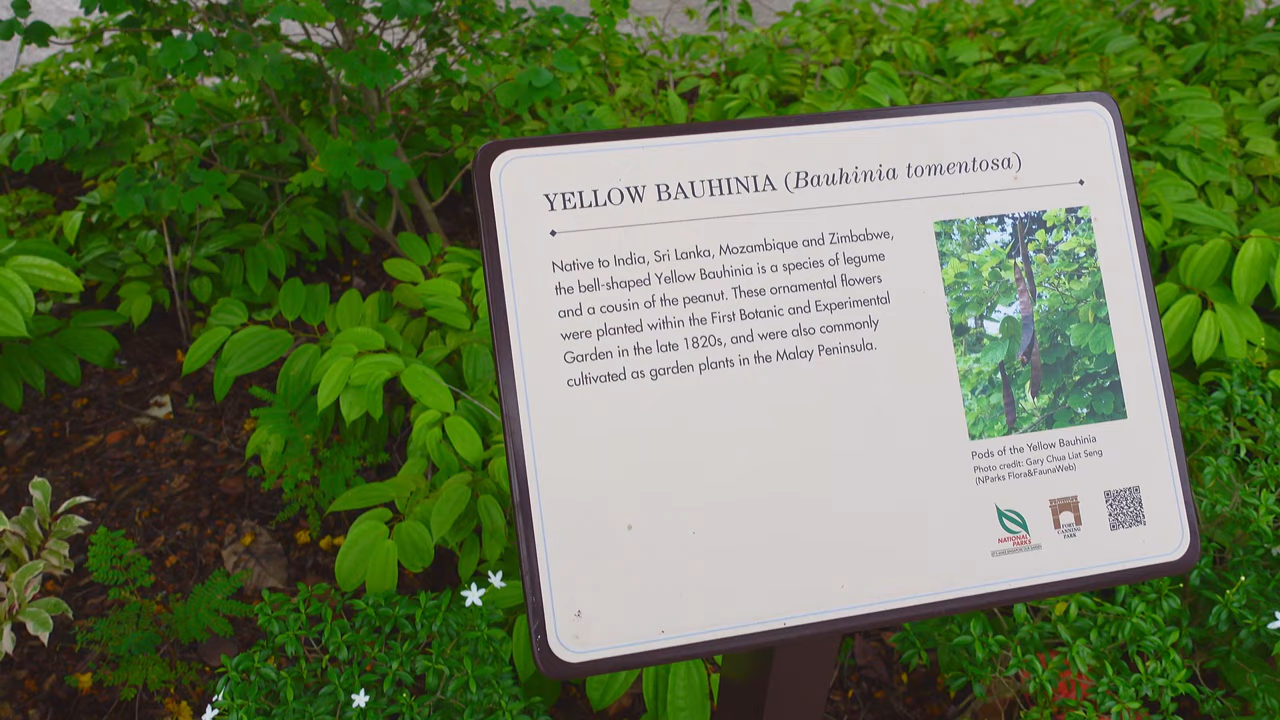 YELLOW BAUHINIA (Bauhinia tomentosa)
Native to India, Sri Lanka, Mozambique and Zimbabwe,
the bell-shaped Yellow Bauhinia is a species of legume
and a cousin of the peanut. These ornamental flowers
were planted within the First Botanic and Experimental
Garden in the late 1820s, and were also commonly
cultivated as garden plants in the Malay Peninsula.
Pods of the Yellow Bauhinia
Photo credit: Gary Chua Liat Seng
(NParks Flora&FaunaWeb)
NATIONAL
PARKS
FORT
CANNING
PARK